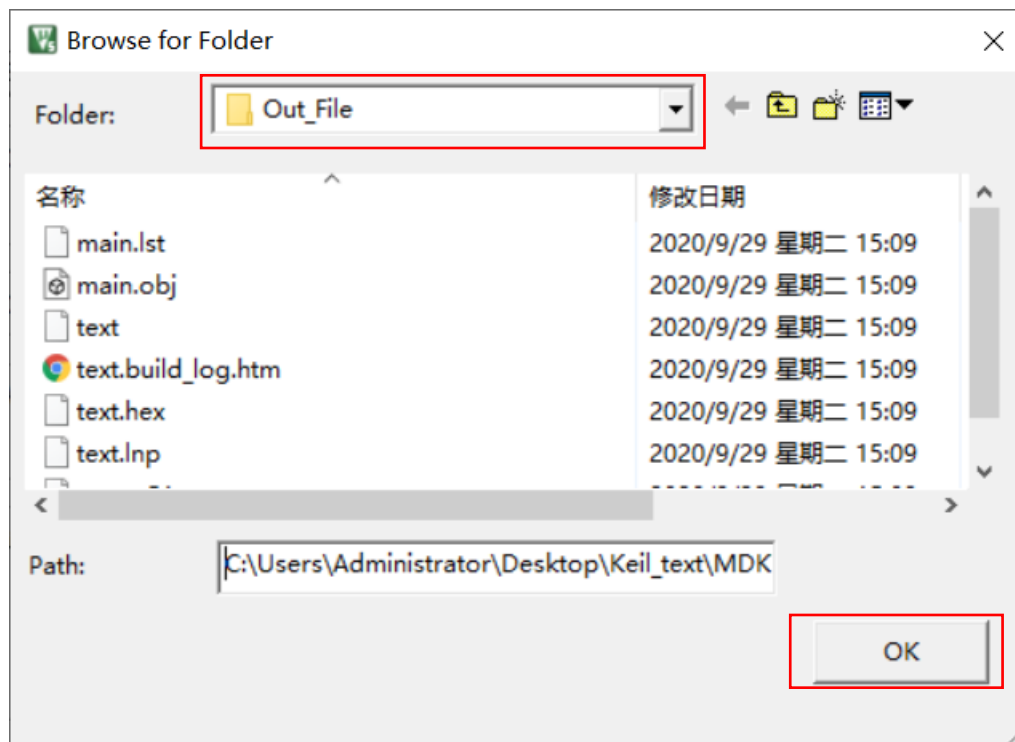 Browse for Folder
Folder: Out_File
名称 修改日期
main.lst 2020/9/29 星期二 15:09
main.obj 2020/9/29 星期二 15:09
text 2020/9/29 星期二 15:09
text.build_log.htm 2020/9/29 星期二 15:09
text.hex 2020/9/29 星期二 15:09
text.lnp 2020/9/29 星期二 15:09
Path: C:\Users\Administrator\Desktop\Keil_text\MDK
OK